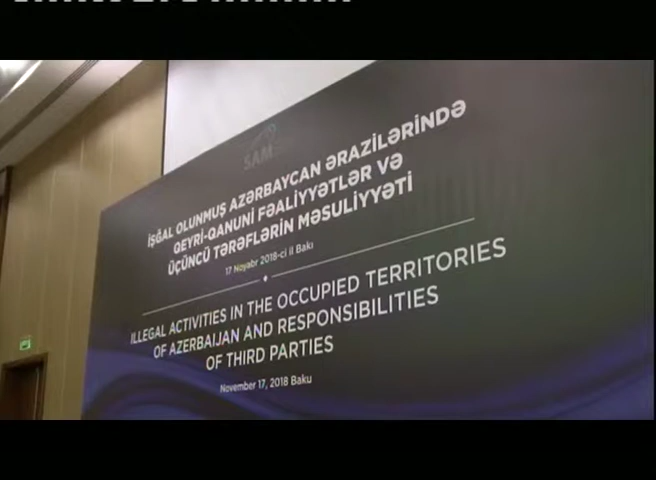 SAM
İŞĞAL OLUNMUŞ AZƏRBAYCAN ƏRAZİLƏRİNDƏ
QEYRİ-QANUNİ FƏALİYYƏTLƏR VƏ
ÜÇÜNCÜ TƏRƏFLƏRİN MƏSULİYYƏTİ
17 Noyabr 2018-ci il Bakı
ILLEGAL ACTIVITIES IN THE OCCUPIED TERRITORIES
OF AZERBAIJAN AND RESPONSIBILITIES
OF THIRD PARTIES
November 17, 2018 Baku